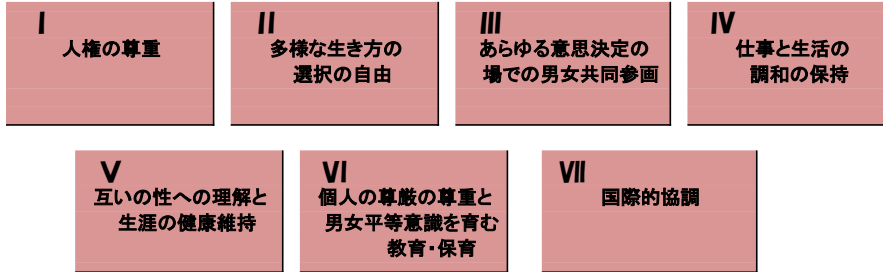 I
人権の尊重
II
多様な生き方の
選択の自由
III
あらゆる意思決定の
場での男女共同参画
IV
仕事と生活の
調和の保持
V
互いの性への理解と
生涯の健康維持
VI
個人の尊厳の尊重と
男女平等意識を育む
教育・保育
VII
国際的協調